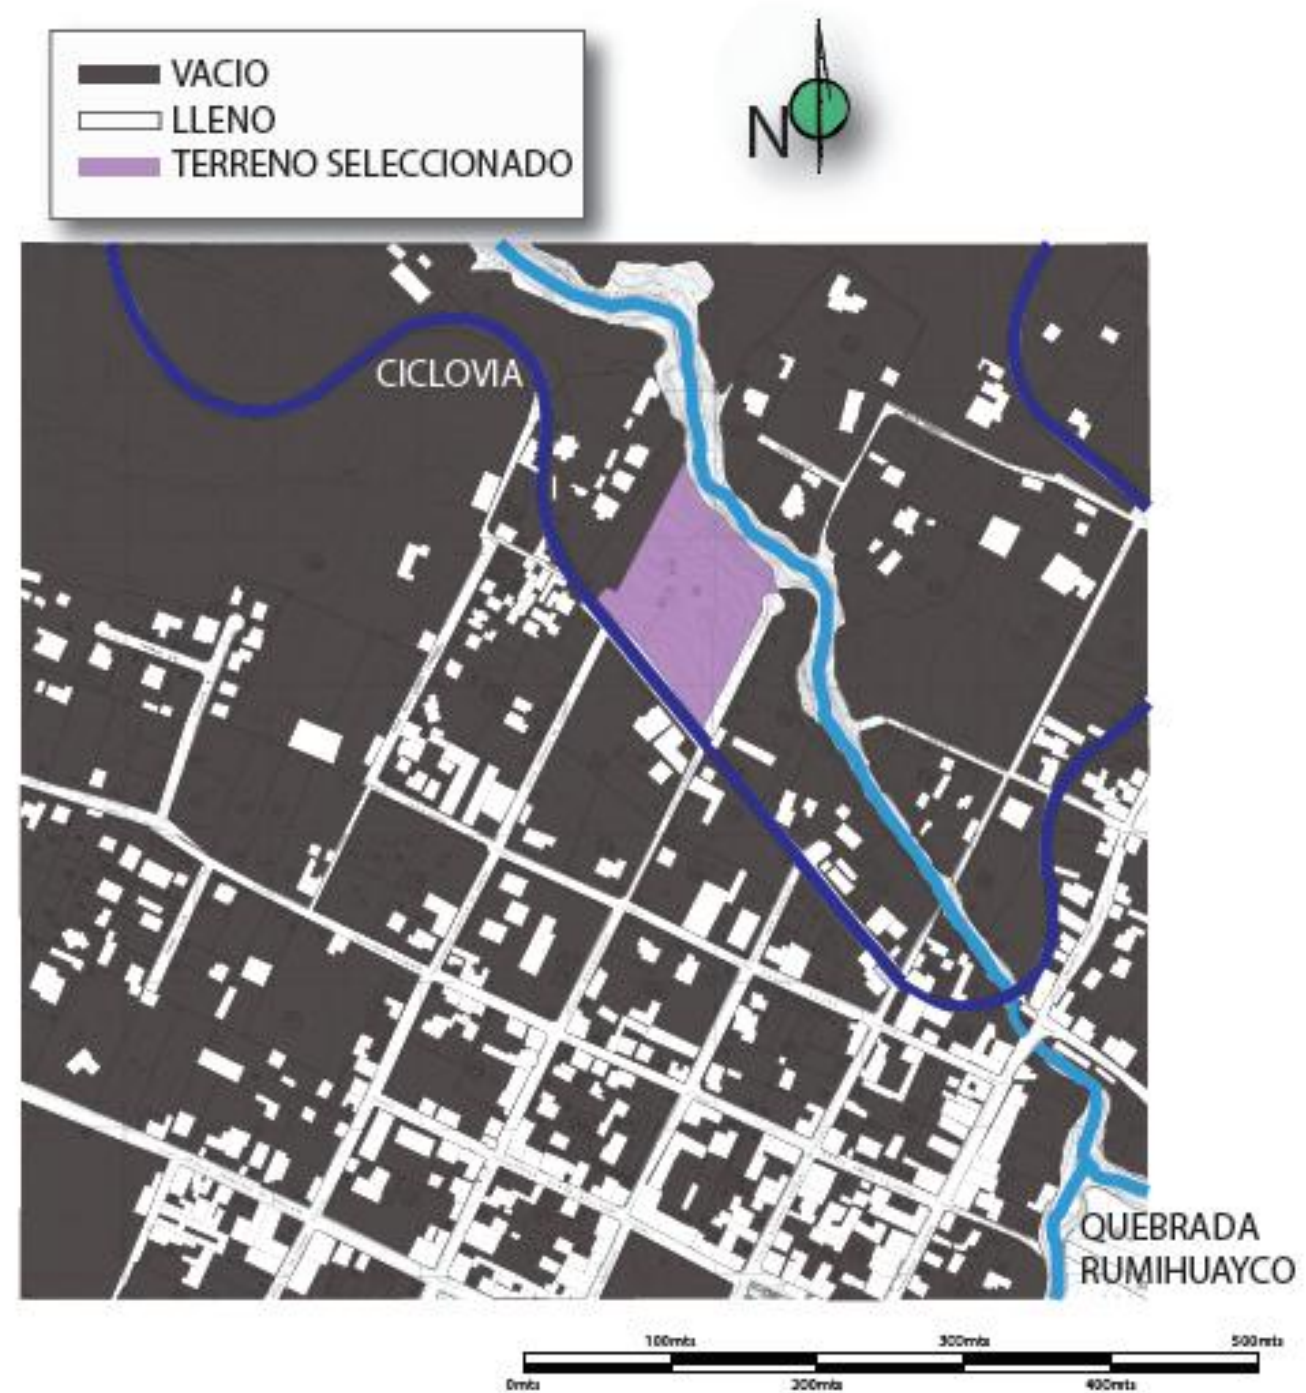 VACIO
LLENO
TERRENO SELECCIONADO
N
CICLOVIA
QUEBRADA
RUMIHUAYCO
100mts 300mts 500mts
0mts 200mts 400mts